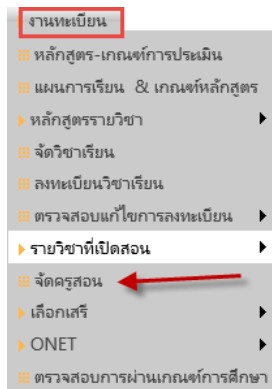 งานทะเบียน
หลักสูตร-เกณฑ์การประเมิน
แผนการเรียน & เกณฑ์หลักสูตร
หลักสูตรรายวิชา
จัดวิชาเรียน
ลงทะเบียนวิชาเรียน
ตรวจสอบแก้ไขการลงทะเบียน
รายวิชาที่เปิดสอน
จัดครูสอน
เลือกเสรี
ONET
ตรวจสอบการผ่านเกณฑ์การศึกษา